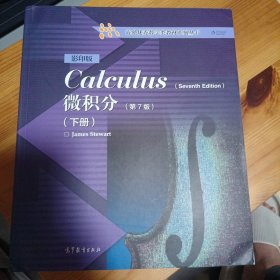 影印版
Calculus (Seventh Edition)
微积分 (第7版)
(下册)
□ James Stewart
高等教育出版社